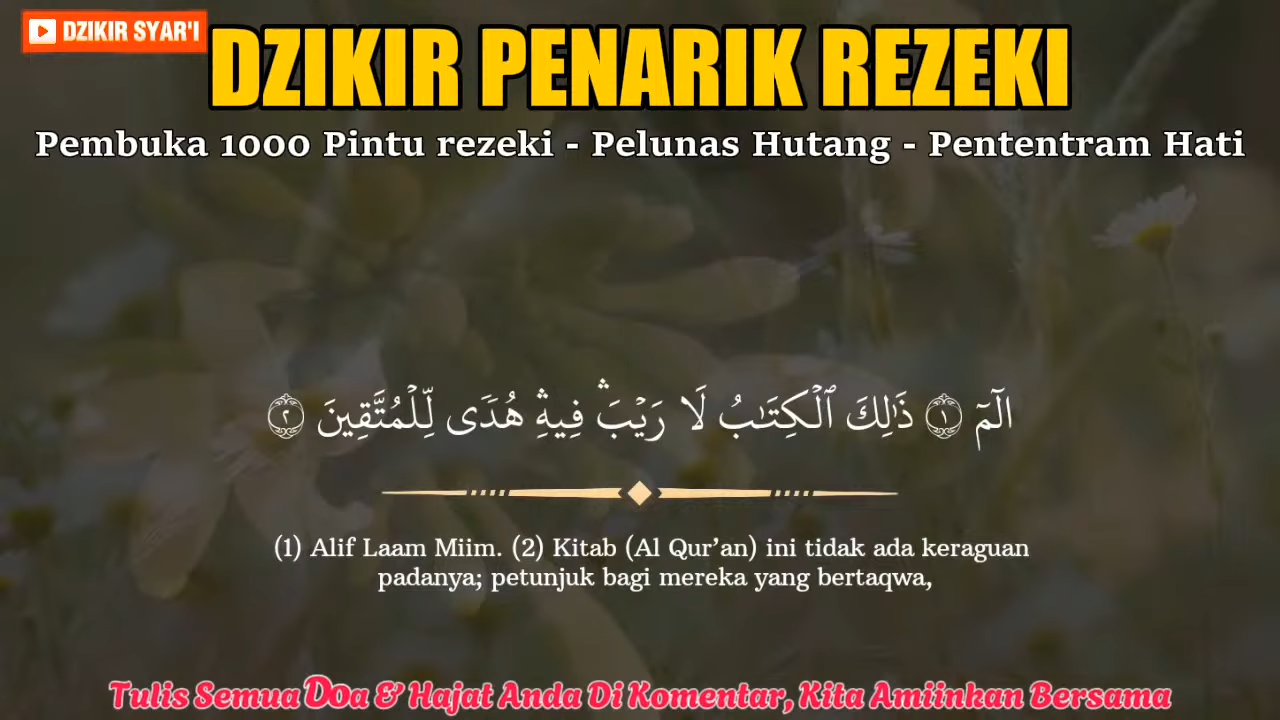 DZIKIR SYAR'I
DZIKIR PENARIK REZEKI
Pembuka 1000 Pintu rezeki - Pelunas Hutang - Pententram Hati
الٓمٓ ١ ذَٰلِكَ ٱلۡكِتَٰبُ لَا رَيۡبَۛ فِيهِۛ هُدٗى لِّلۡمُتَّقِينَ ٢
(1) Alif Laam Miim. (2) Kitab (Al Qur’an) ini tidak ada keraguan
padanya; petunjuk bagi mereka yang bertaqwa,
Tulis Semua Doa & Hajat Anda Di Komentar, Kita Amiinkan Bersama